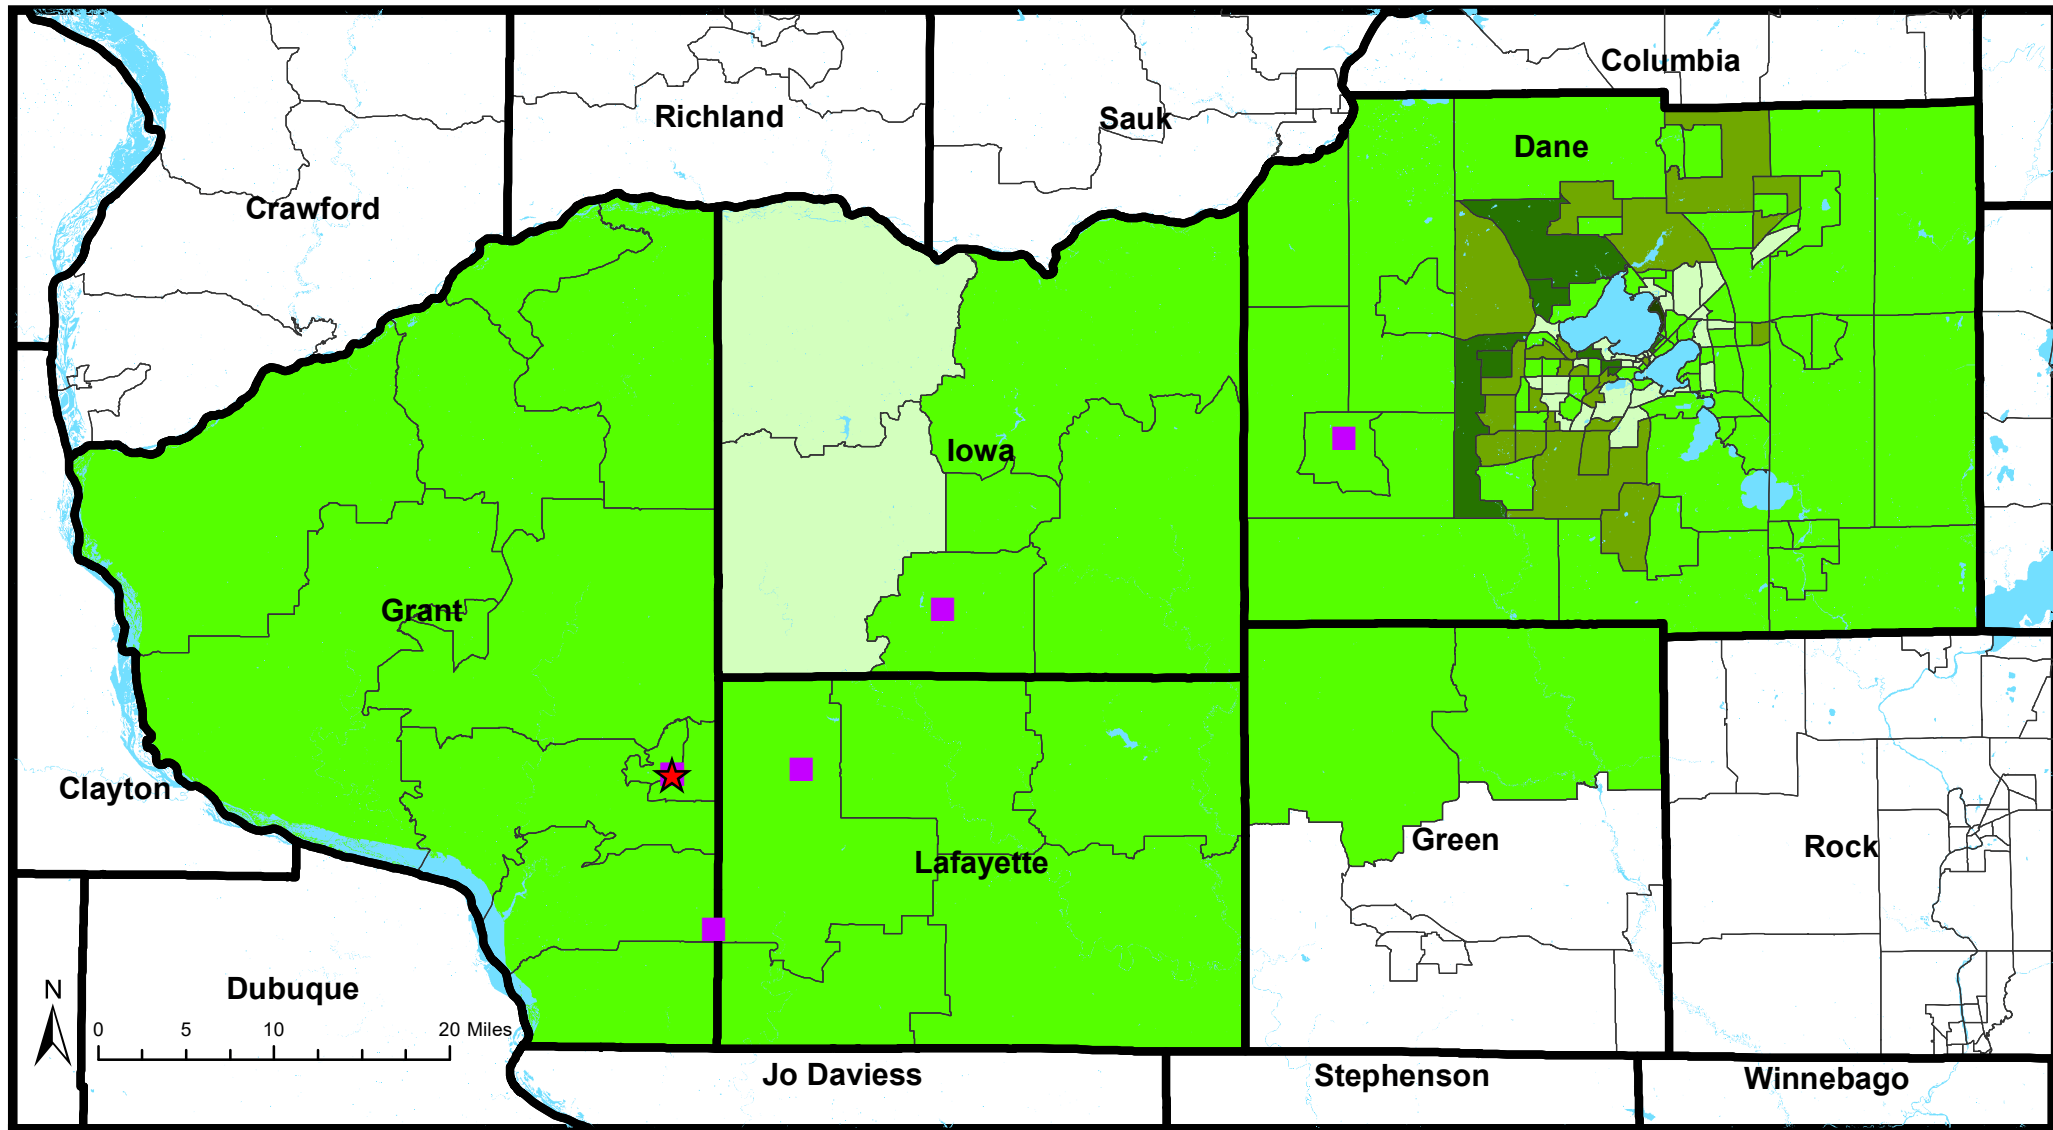 Columbia
Richland
Sauk
Dane
Crawford
Iowa
Grant
Clayton
Green
Rock
Lafayette
Dubuque
N
0 5 10 20 Miles
Jo Daviess
Stephenson
Winnebago